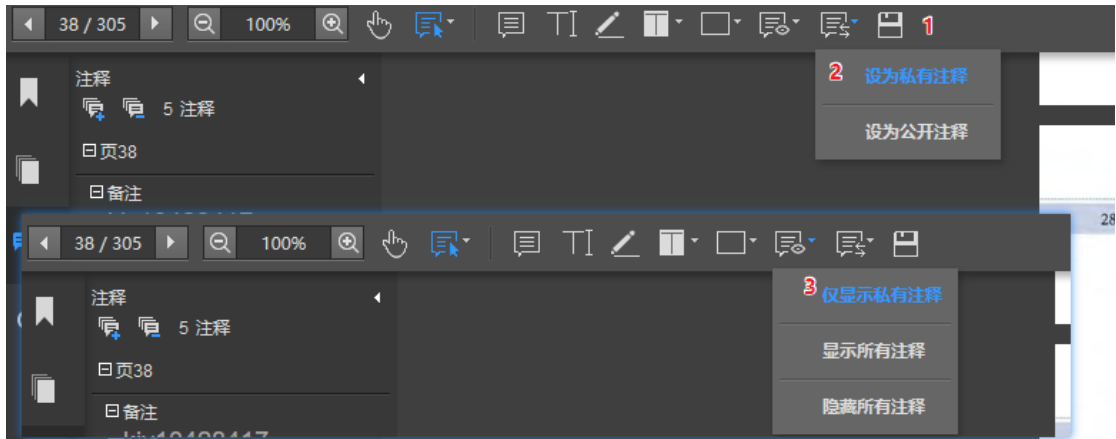 38 / 305 100% 1
注释
5 注释
页38
备注
2 设为私有注释
设为公开注释
28
38 / 305 100%
注释
5 注释
页38
备注
3 仅显示私有注释
显示所有注释
隐藏所有注释